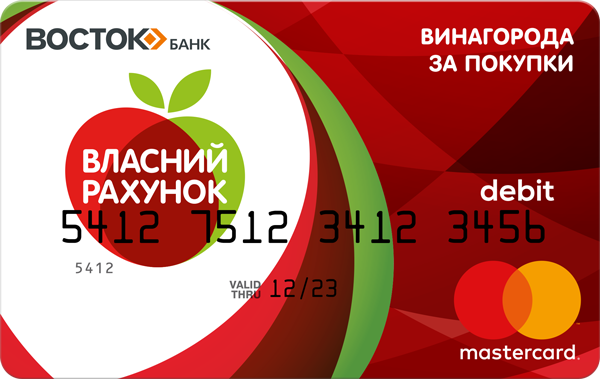 ВОСТОК БАНК
ВИНАГОРОДА
ЗА ПОКУПКИ
ВЛАСНИЙ
РАХУНОК
debit
5412 7512 3412 3456
5412
VALID
THRU 12/23
mastercard.